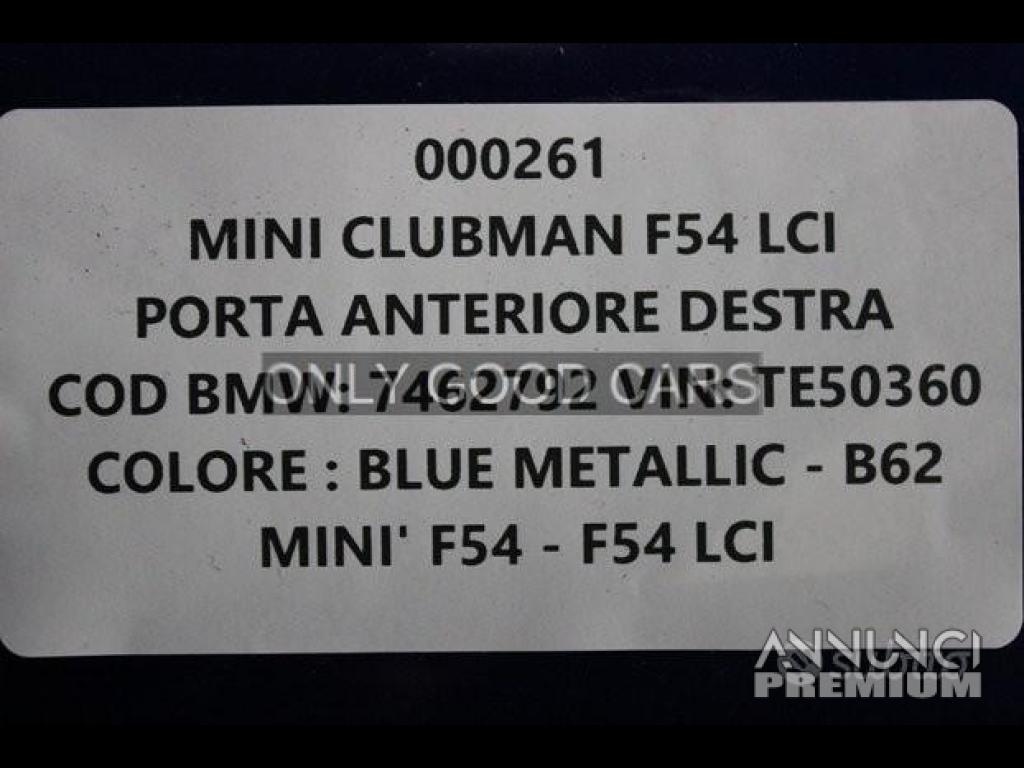 000261
MINI CLUBMAN F54 LCI
PORTA ANTERIORE DESTRA
COD BMW: 7462792 VIN: TE50360
ONLY GOOD CARS
COLORE : BLUE METALLIC - B62
MINI' F54 - F54 LCI
ANNUNCI
subito
PREMIUM